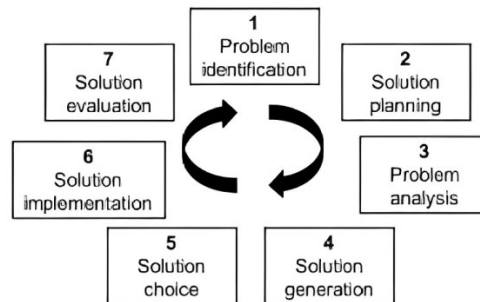 1
Problem
identification
2
Solution
planning
3
Problem
analysis
4
Solution
generation
5
Solution
choice
6
Solution
implementation
7
Solution
evaluation